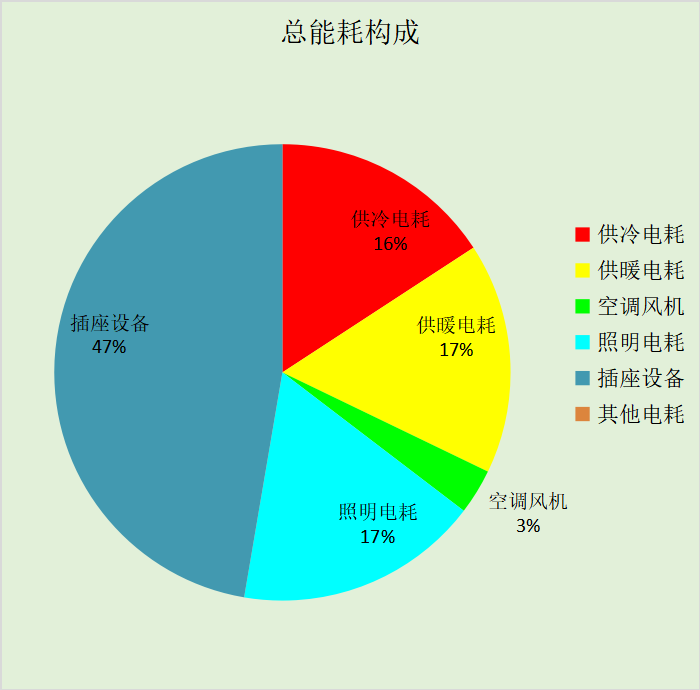 总能耗构成
供冷电耗
16%
供暖电耗
17%
空调风机
3%
照明电耗
17%
插座设备
47%
供冷电耗
供暖电耗
空调风机
照明电耗
插座设备
其他电耗